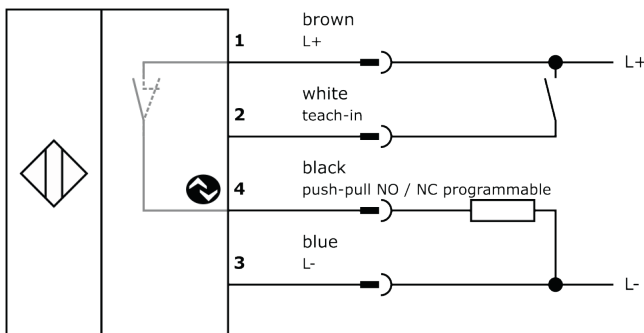 brown
1 L+
L+
white
2 teach-in
black
4 push-pull NO / NC programmable
blue
3 L-
L-